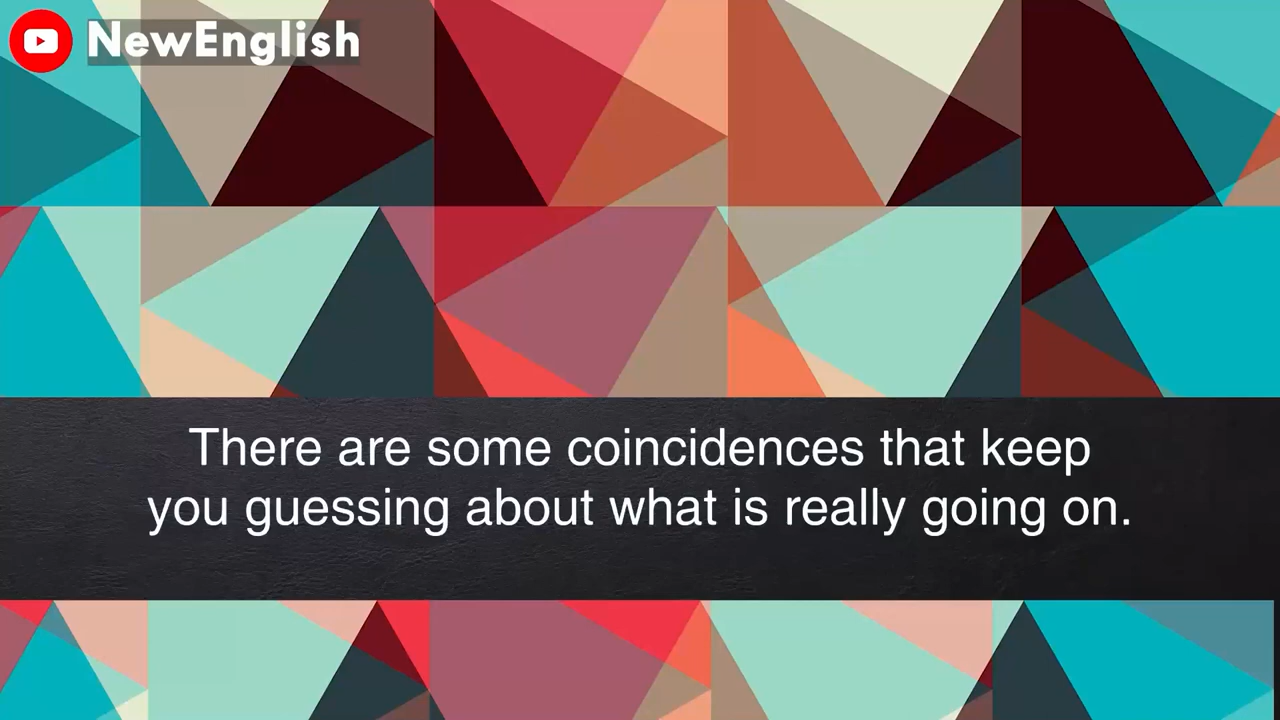 NewEnglish
There are some coincidences that keep
you guessing about what is really going on.